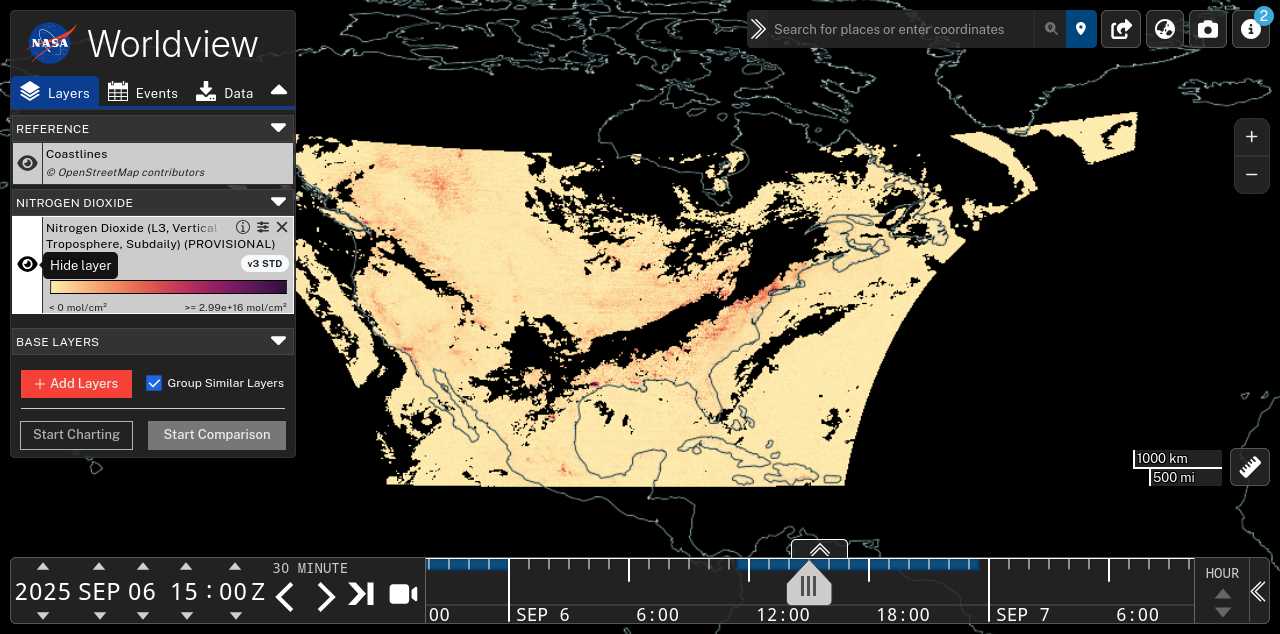 NASA
Worldview
Layers
Events
Data
Search for places or enter coordinates
2
REFERENCE
Coastlines
© OpenStreetMap contributors
NITROGEN DIOXIDE
Nitrogen Dioxide (L3, Vertical
Troposphere, Subdaily) (PROVISIONAL)
Hide layer
v3 STD
< 0 mol/cm²
>= 2.99e+16 mol/cm²
BASE LAYERS
+ Add Layers
Group Similar Layers
Start Charting
Start Comparison
1000 km
500 mi
2025 SEP 06 15 : 00 Z
30 MINUTE
00
SEP 6
6:00
12:00
18:00
SEP 7
6:00
HOUR